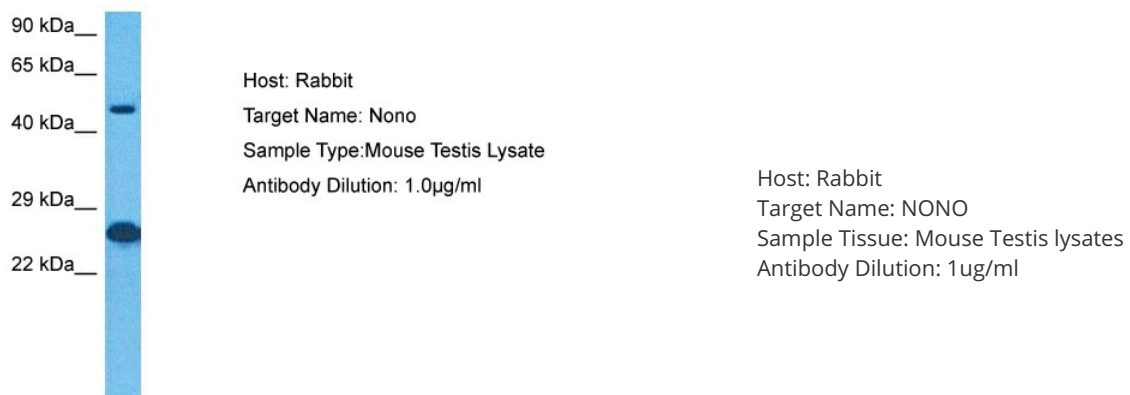 90 kDa__
65 kDa__
40 kDa__
29 kDa__
22 kDa__
Host: Rabbit
Target Name: Nono
Sample Type:Mouse Testis Lysate
Antibody Dilution: 1.0µg/ml
Host: Rabbit
Target Name: NONO
Sample Tissue: Mouse Testis lysates
Antibody Dilution: 1ug/ml